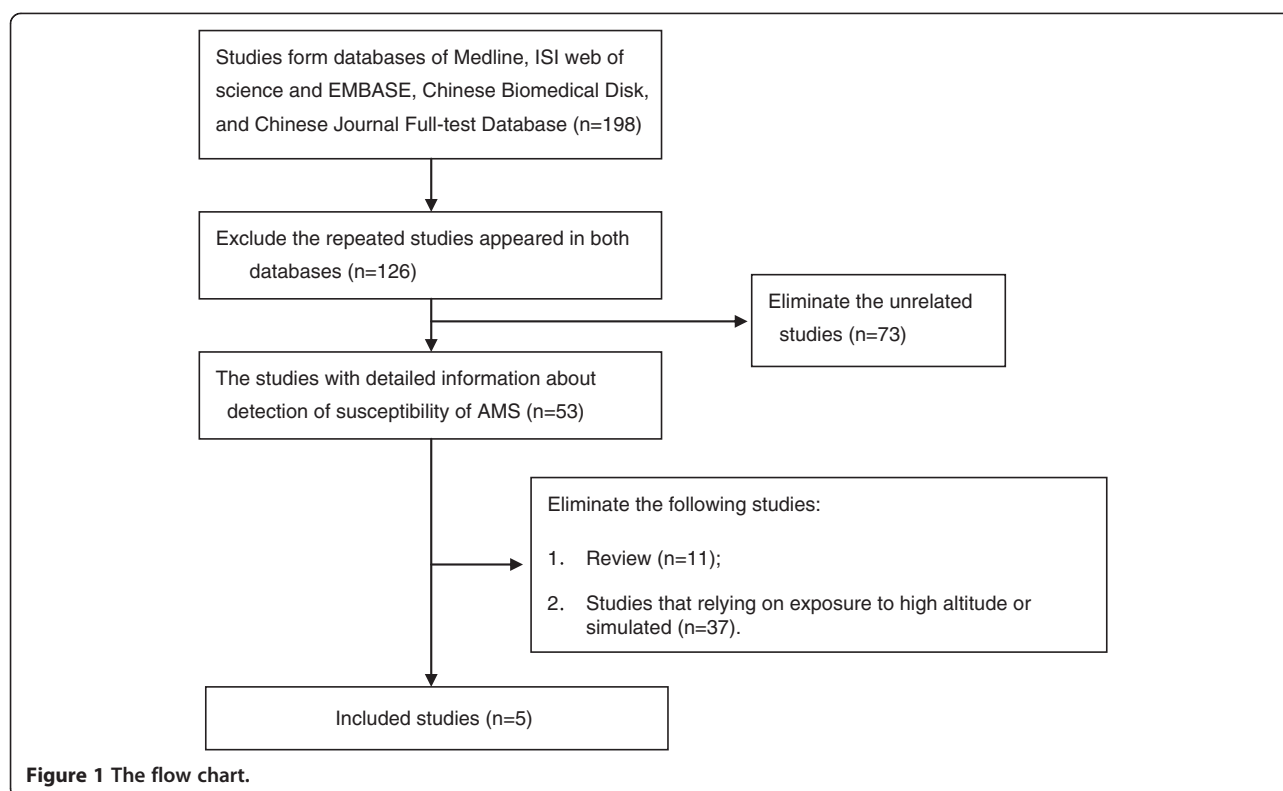 Studies form databases of Medline, ISI web of
science and EMBASE, Chinese Biomedical Disk,
and Chinese Journal Full-test Database (n=198)
Exclude the repeated studies appeared in both
databases (n=126)
Eliminate the unrelated
studies (n=73)
The studies with detailed information about
detection of susceptibility of AMS (n=53)
Eliminate the following studies:
1. Review (n=11);
2. Studies that relying on exposure to high altitude or
simulated (n=37).
Included studies (n=5)
Figure 1 The flow chart.